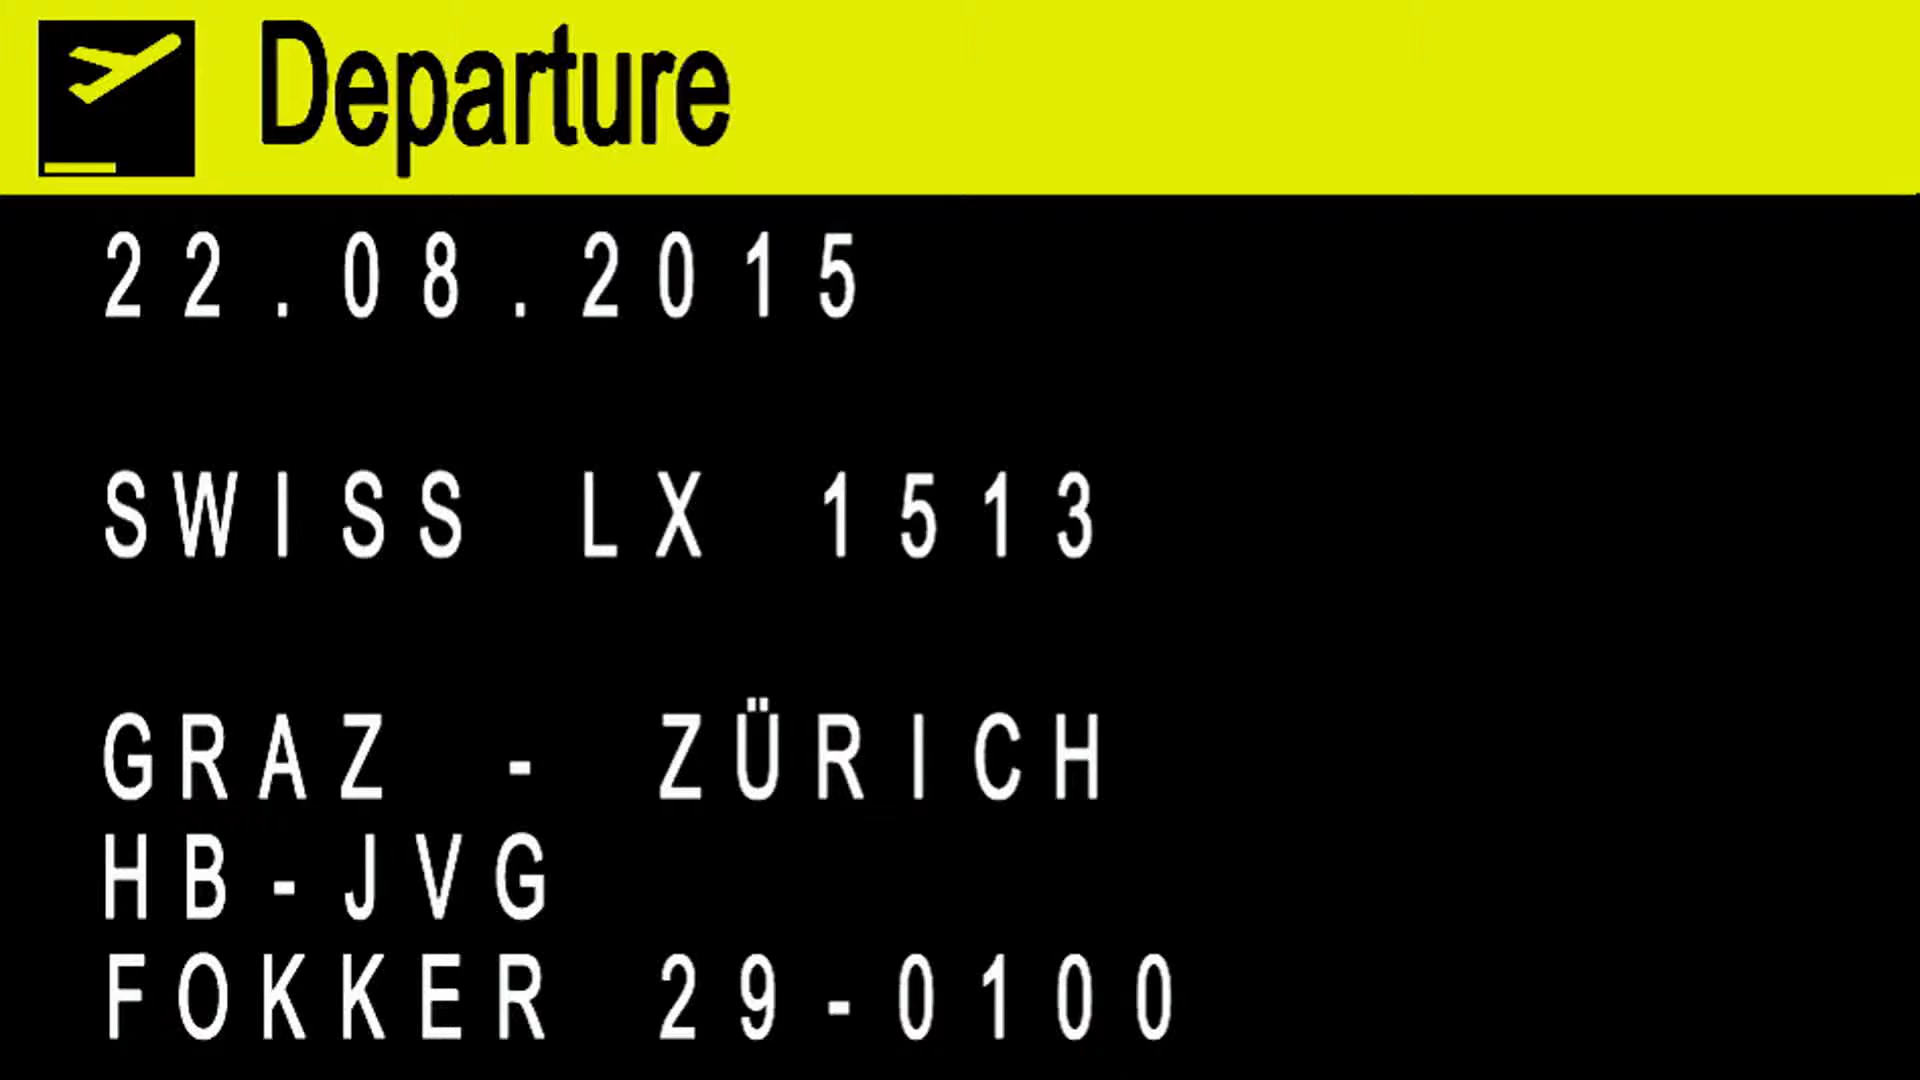 Departure
22.08.2015
SWISS LX 1513
GRAZ - ZÜRICH
HB-JVG
FOKKER 29-0100